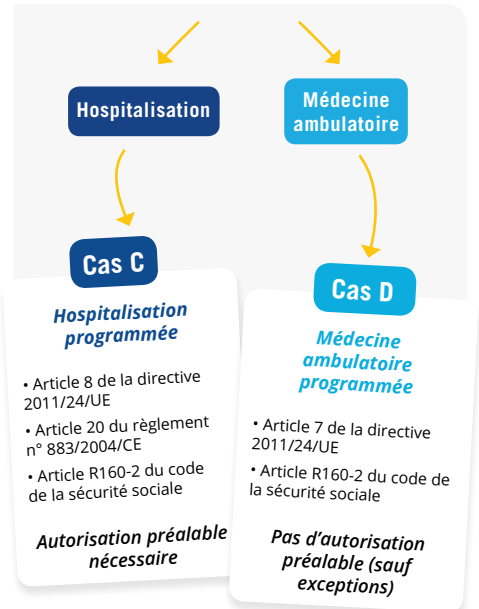 Hospitalisation
Médecine
ambulatoire
Cas C
Hospitalisation
programmée
• Article 8 de la directive
2011/24/UE
• Article 20 du règlement
n° 883/2004/CE
• Article R160-2 du code
de la sécurité sociale
Autorisation préalable
nécessaire
Cas D
Médecine
ambulatoire
programmée
• Article 7 de la directive
2011/24/UE
• Article R160-2 du code de
la sécurité sociale
Pas d’autorisation
préalable (sauf
exceptions)